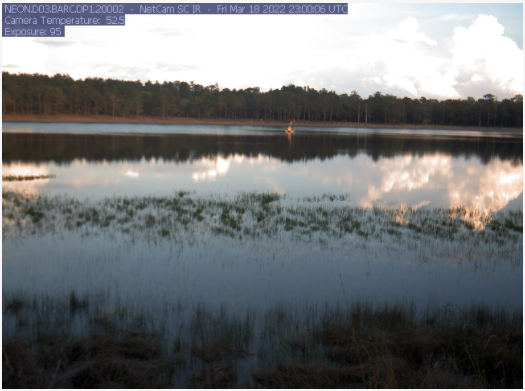 NEON.D03.BARC.DP1.20002 - NetCam SC IR - Fri Mar 18 2022 23:00:06 UTC
Camera Temperature: 52.5
Exposure: 95